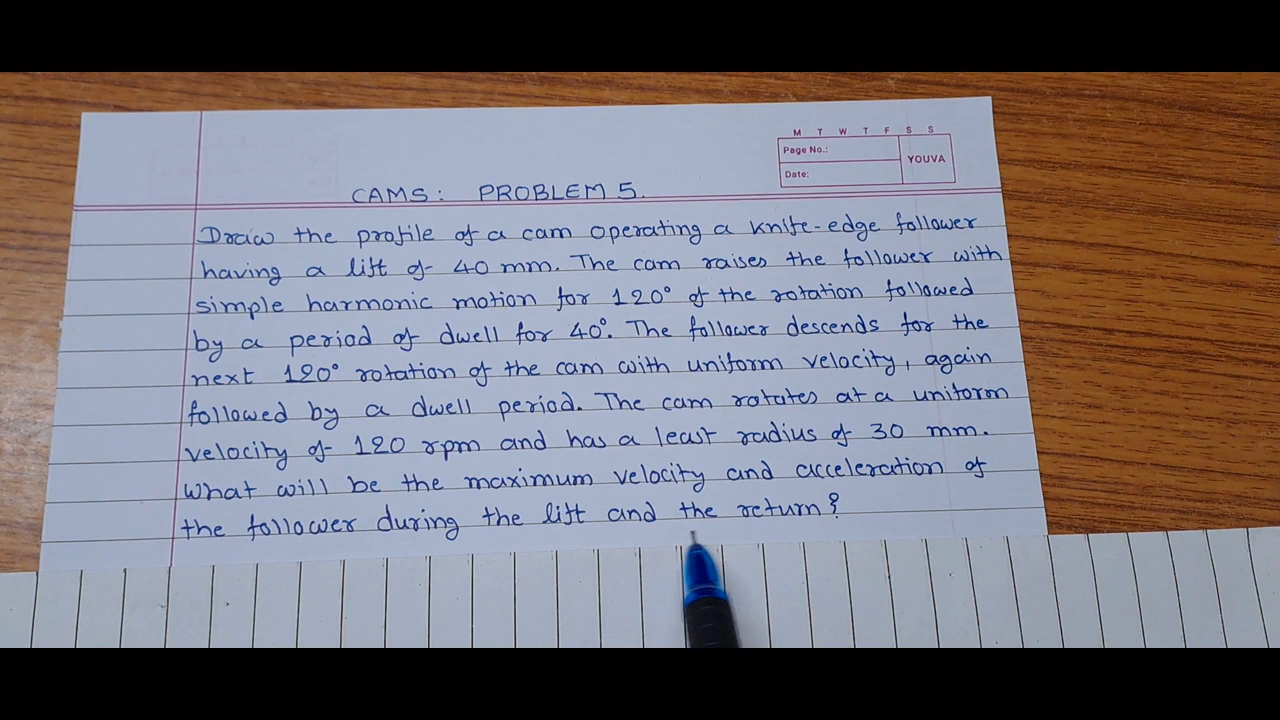 M T W T F S S
Page No.:
YOUVA
Date:
CAMS: PROBLEM 5.
Draw the profile of a cam operating a knife-edge follower
having a lift of 40 mm. The cam raises the follower with
simple harmonic motion for 120° of the rotation followed
by a period of dwell for 40°. The follower descends for the
next 120° rotation of the cam with uniform velocity, again
followed by a dwell period. The cam rotates at a uniform
velocity of 120 rpm and has a least radius of 30 mm.
What will be the maximum velocity and acceleration of
the follower during the lift and the return?